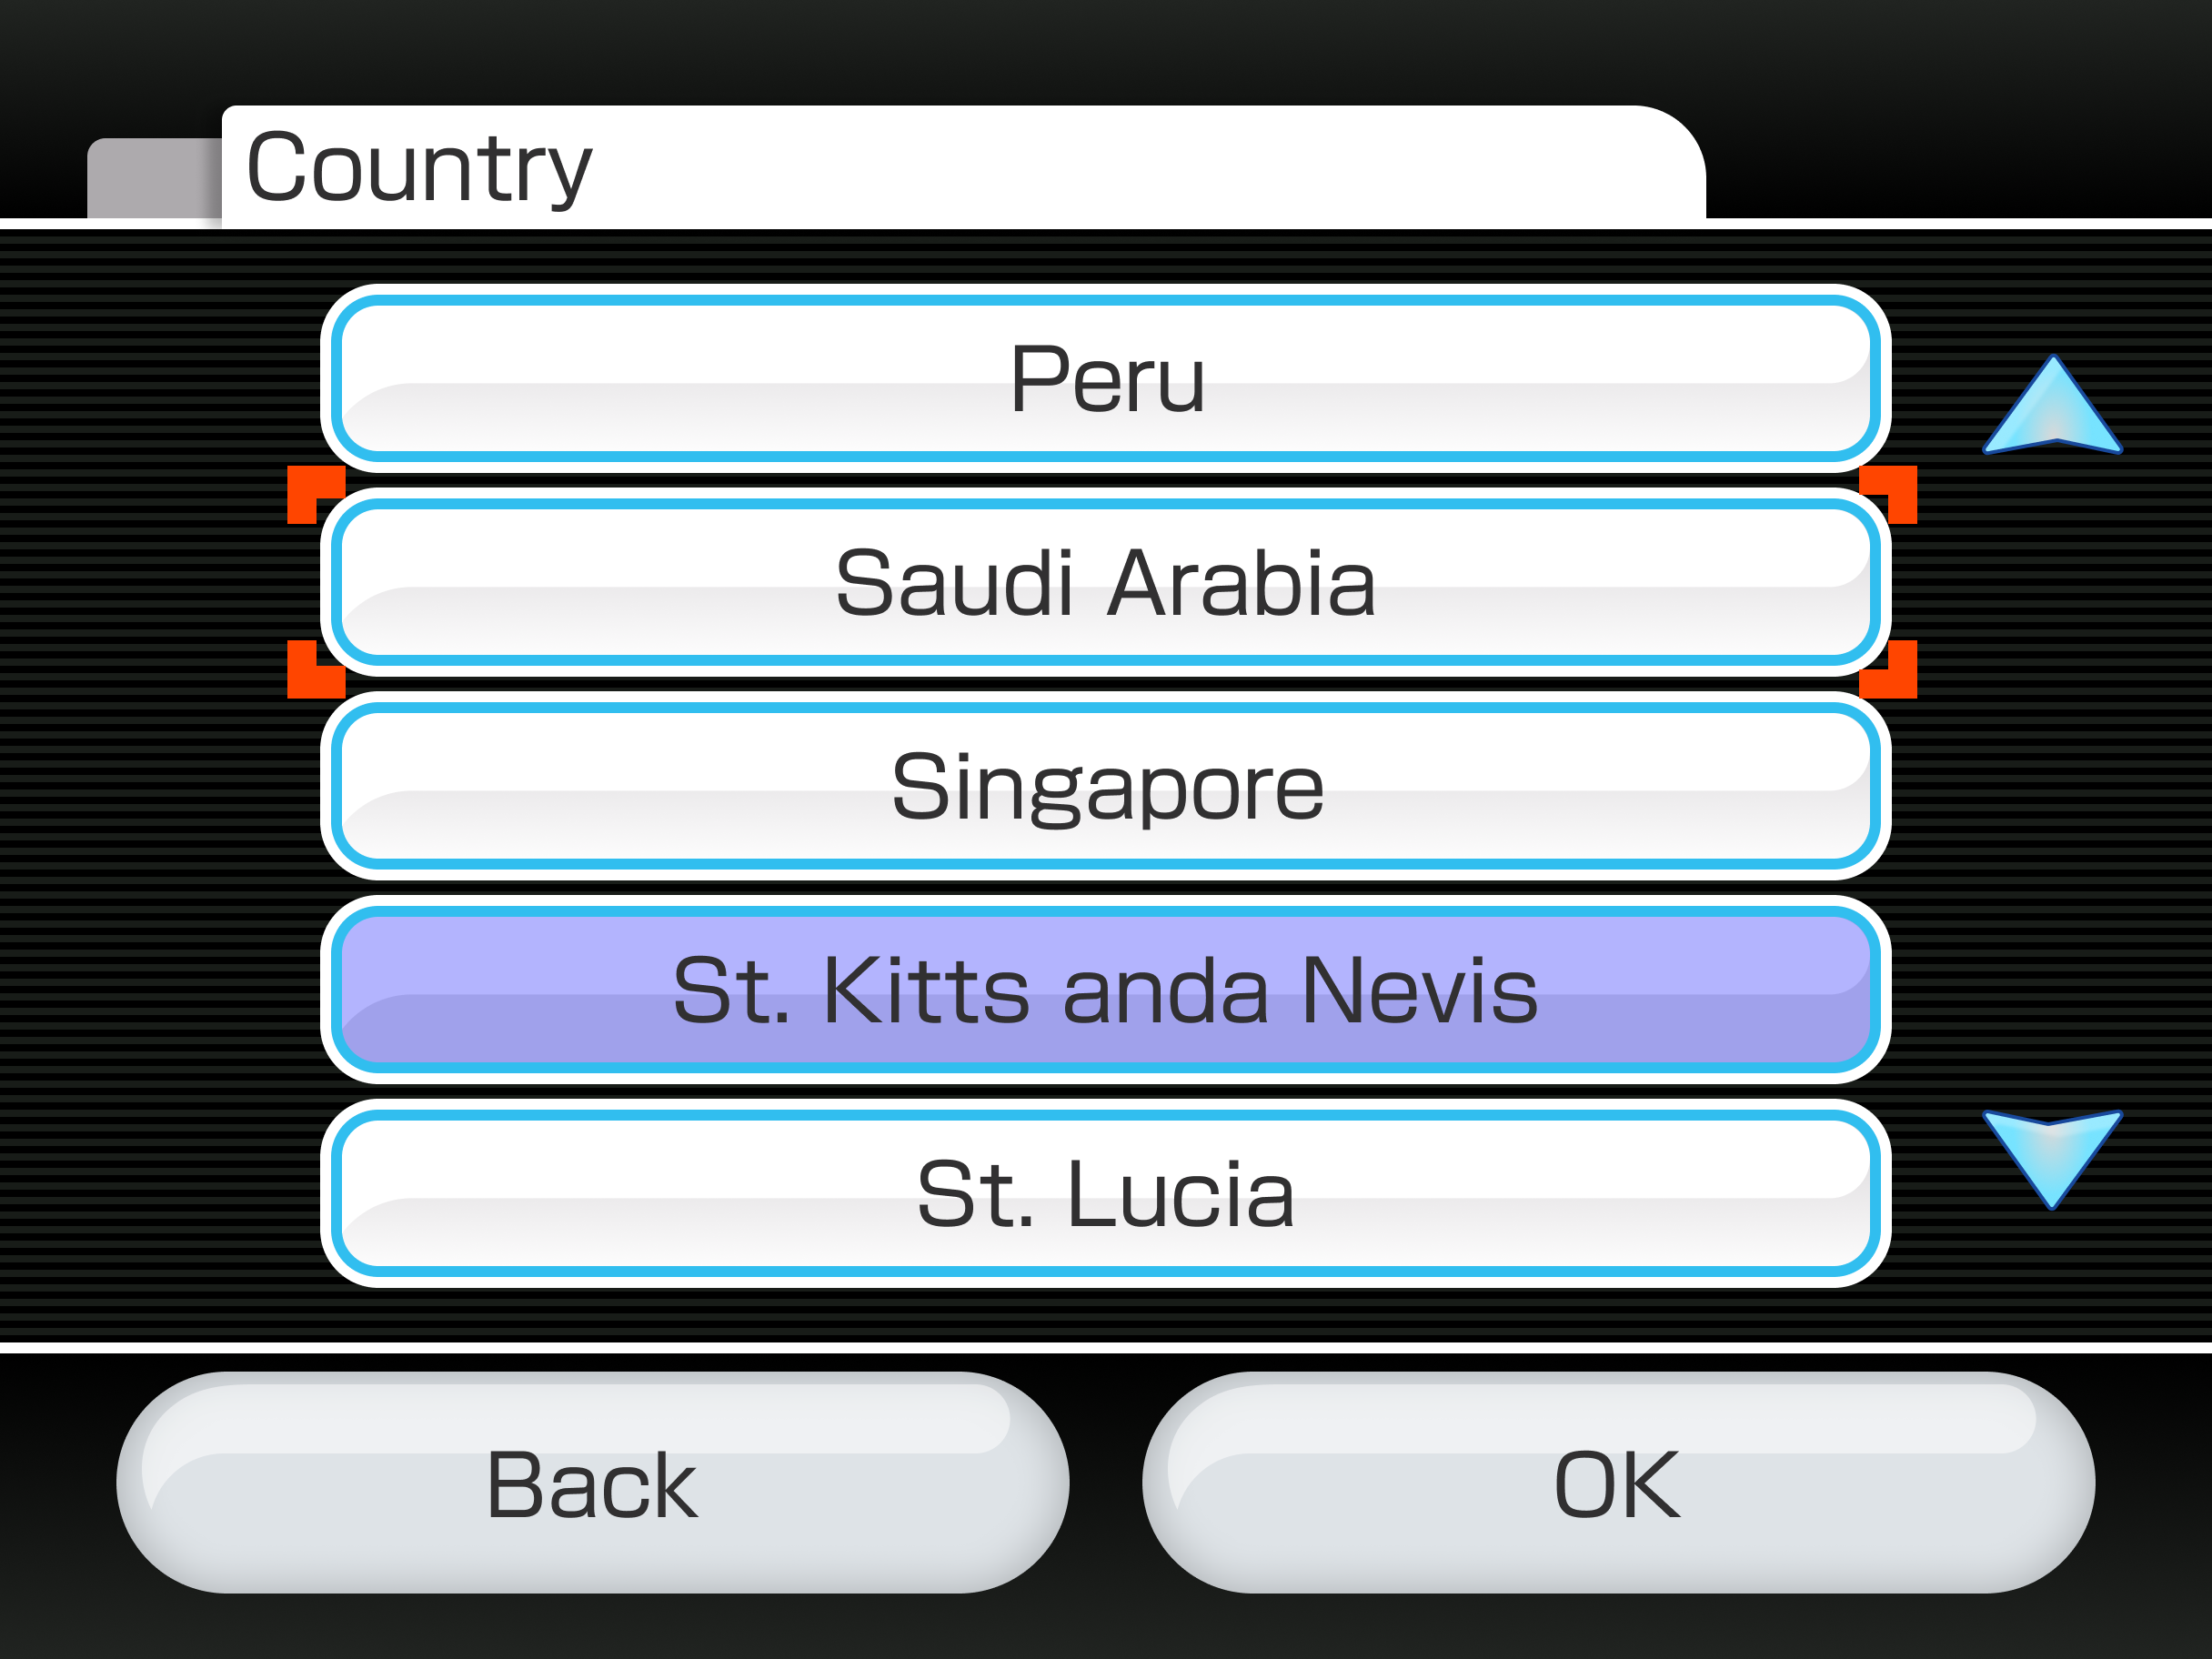 Country
Peru
Saudi Arabia
Singapore
St. Kitts anda Nevis
St. Lucia
Back
OK